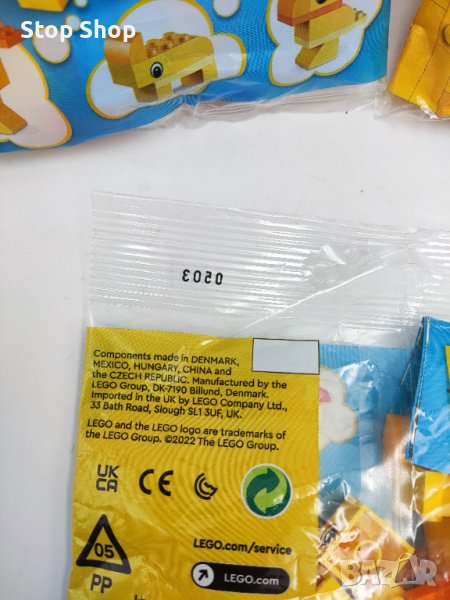 Stop Shop
0503
Components made in DENMARK,
MEXICO, HUNGARY, CHINA and
the CZECH REPUBLIC. Manufactured by the
LEGO Group, DK-7190 Billund, Denmark.
Imported in the UK by LEGO Company Ltd.,
33 Bath Road, Slough SL1 3UF, UK.
LEGO and the LEGO logo are trademarks of
the LEGO Group. ©2022 The LEGO Group.
UK
CA
CE
05
PP
LEGO.com/service
LEGO.com
BAZAR